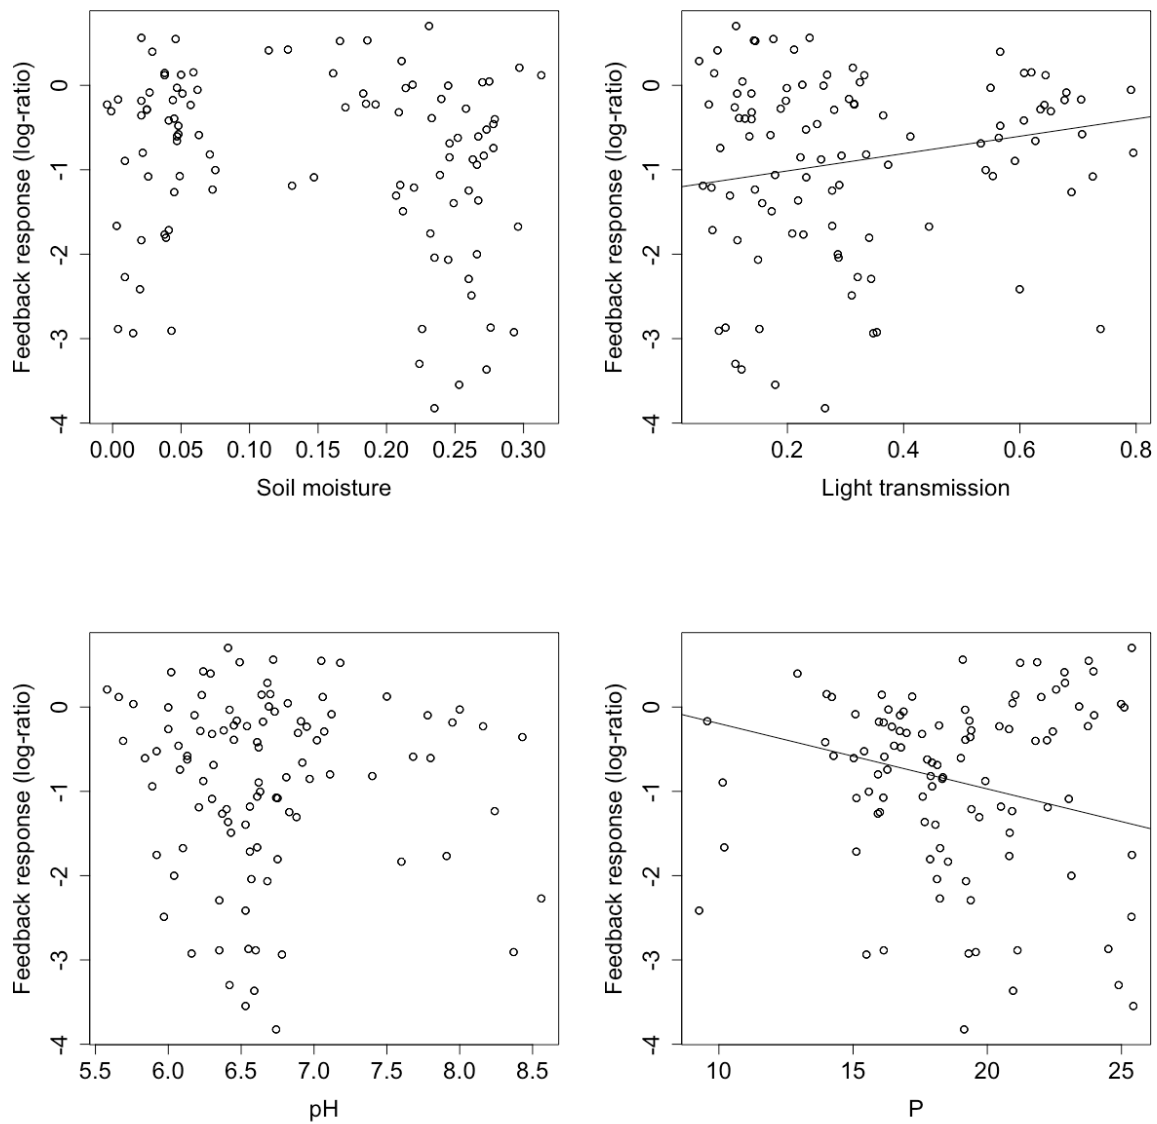 Feedback response (log-ratio)
0
-1
-2
-3
-4
0.00 0.05 0.10 0.15 0.20 0.25 0.30
Soil moisture
Feedback response (log-ratio)
0
-1
-2
-3
-4
0.2 0.4 0.6 0.8
Light transmission
Feedback response (log-ratio)
0
-1
-2
-3
-4
5.5 6.0 6.5 7.0 7.5 8.0 8.5
pH
Feedback response (log-ratio)
0
-1
-2
-3
-4
10 15 20 25
P